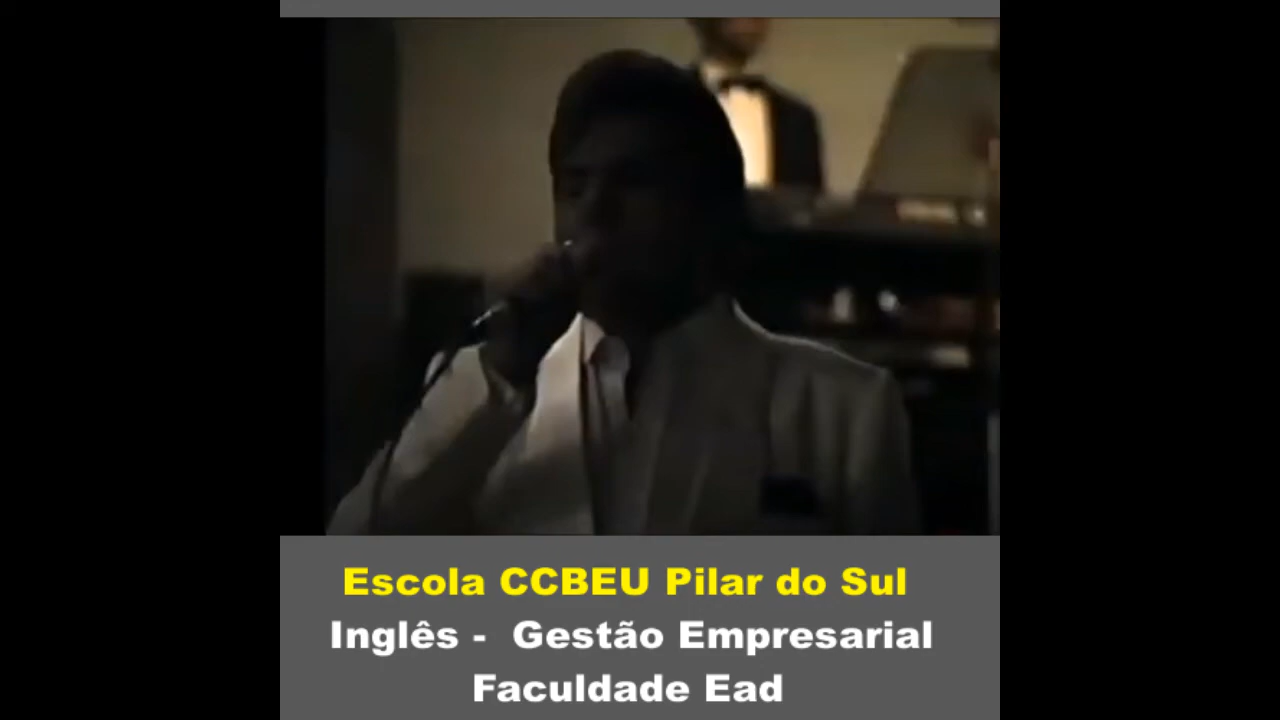 Escola CCBEU Pilar do Sul
Inglês - Gestão Empresarial
Faculdade Ead